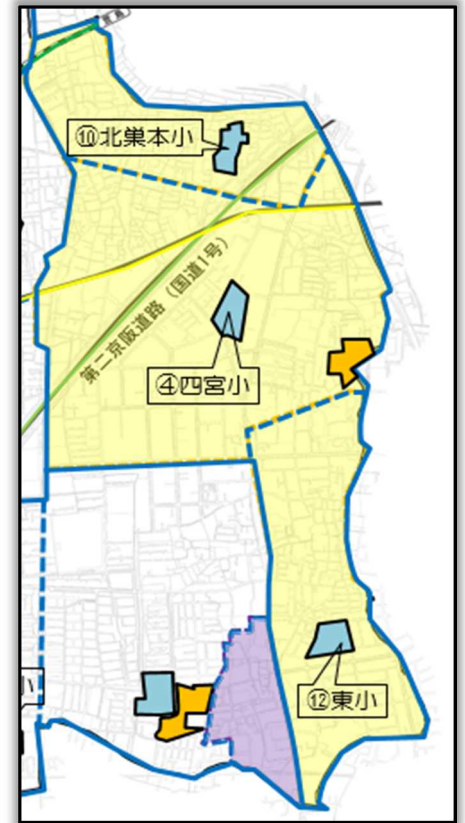 ⑩北巣本小
第二京阪道路（国道1号）
④四宮小
小
⑫東小